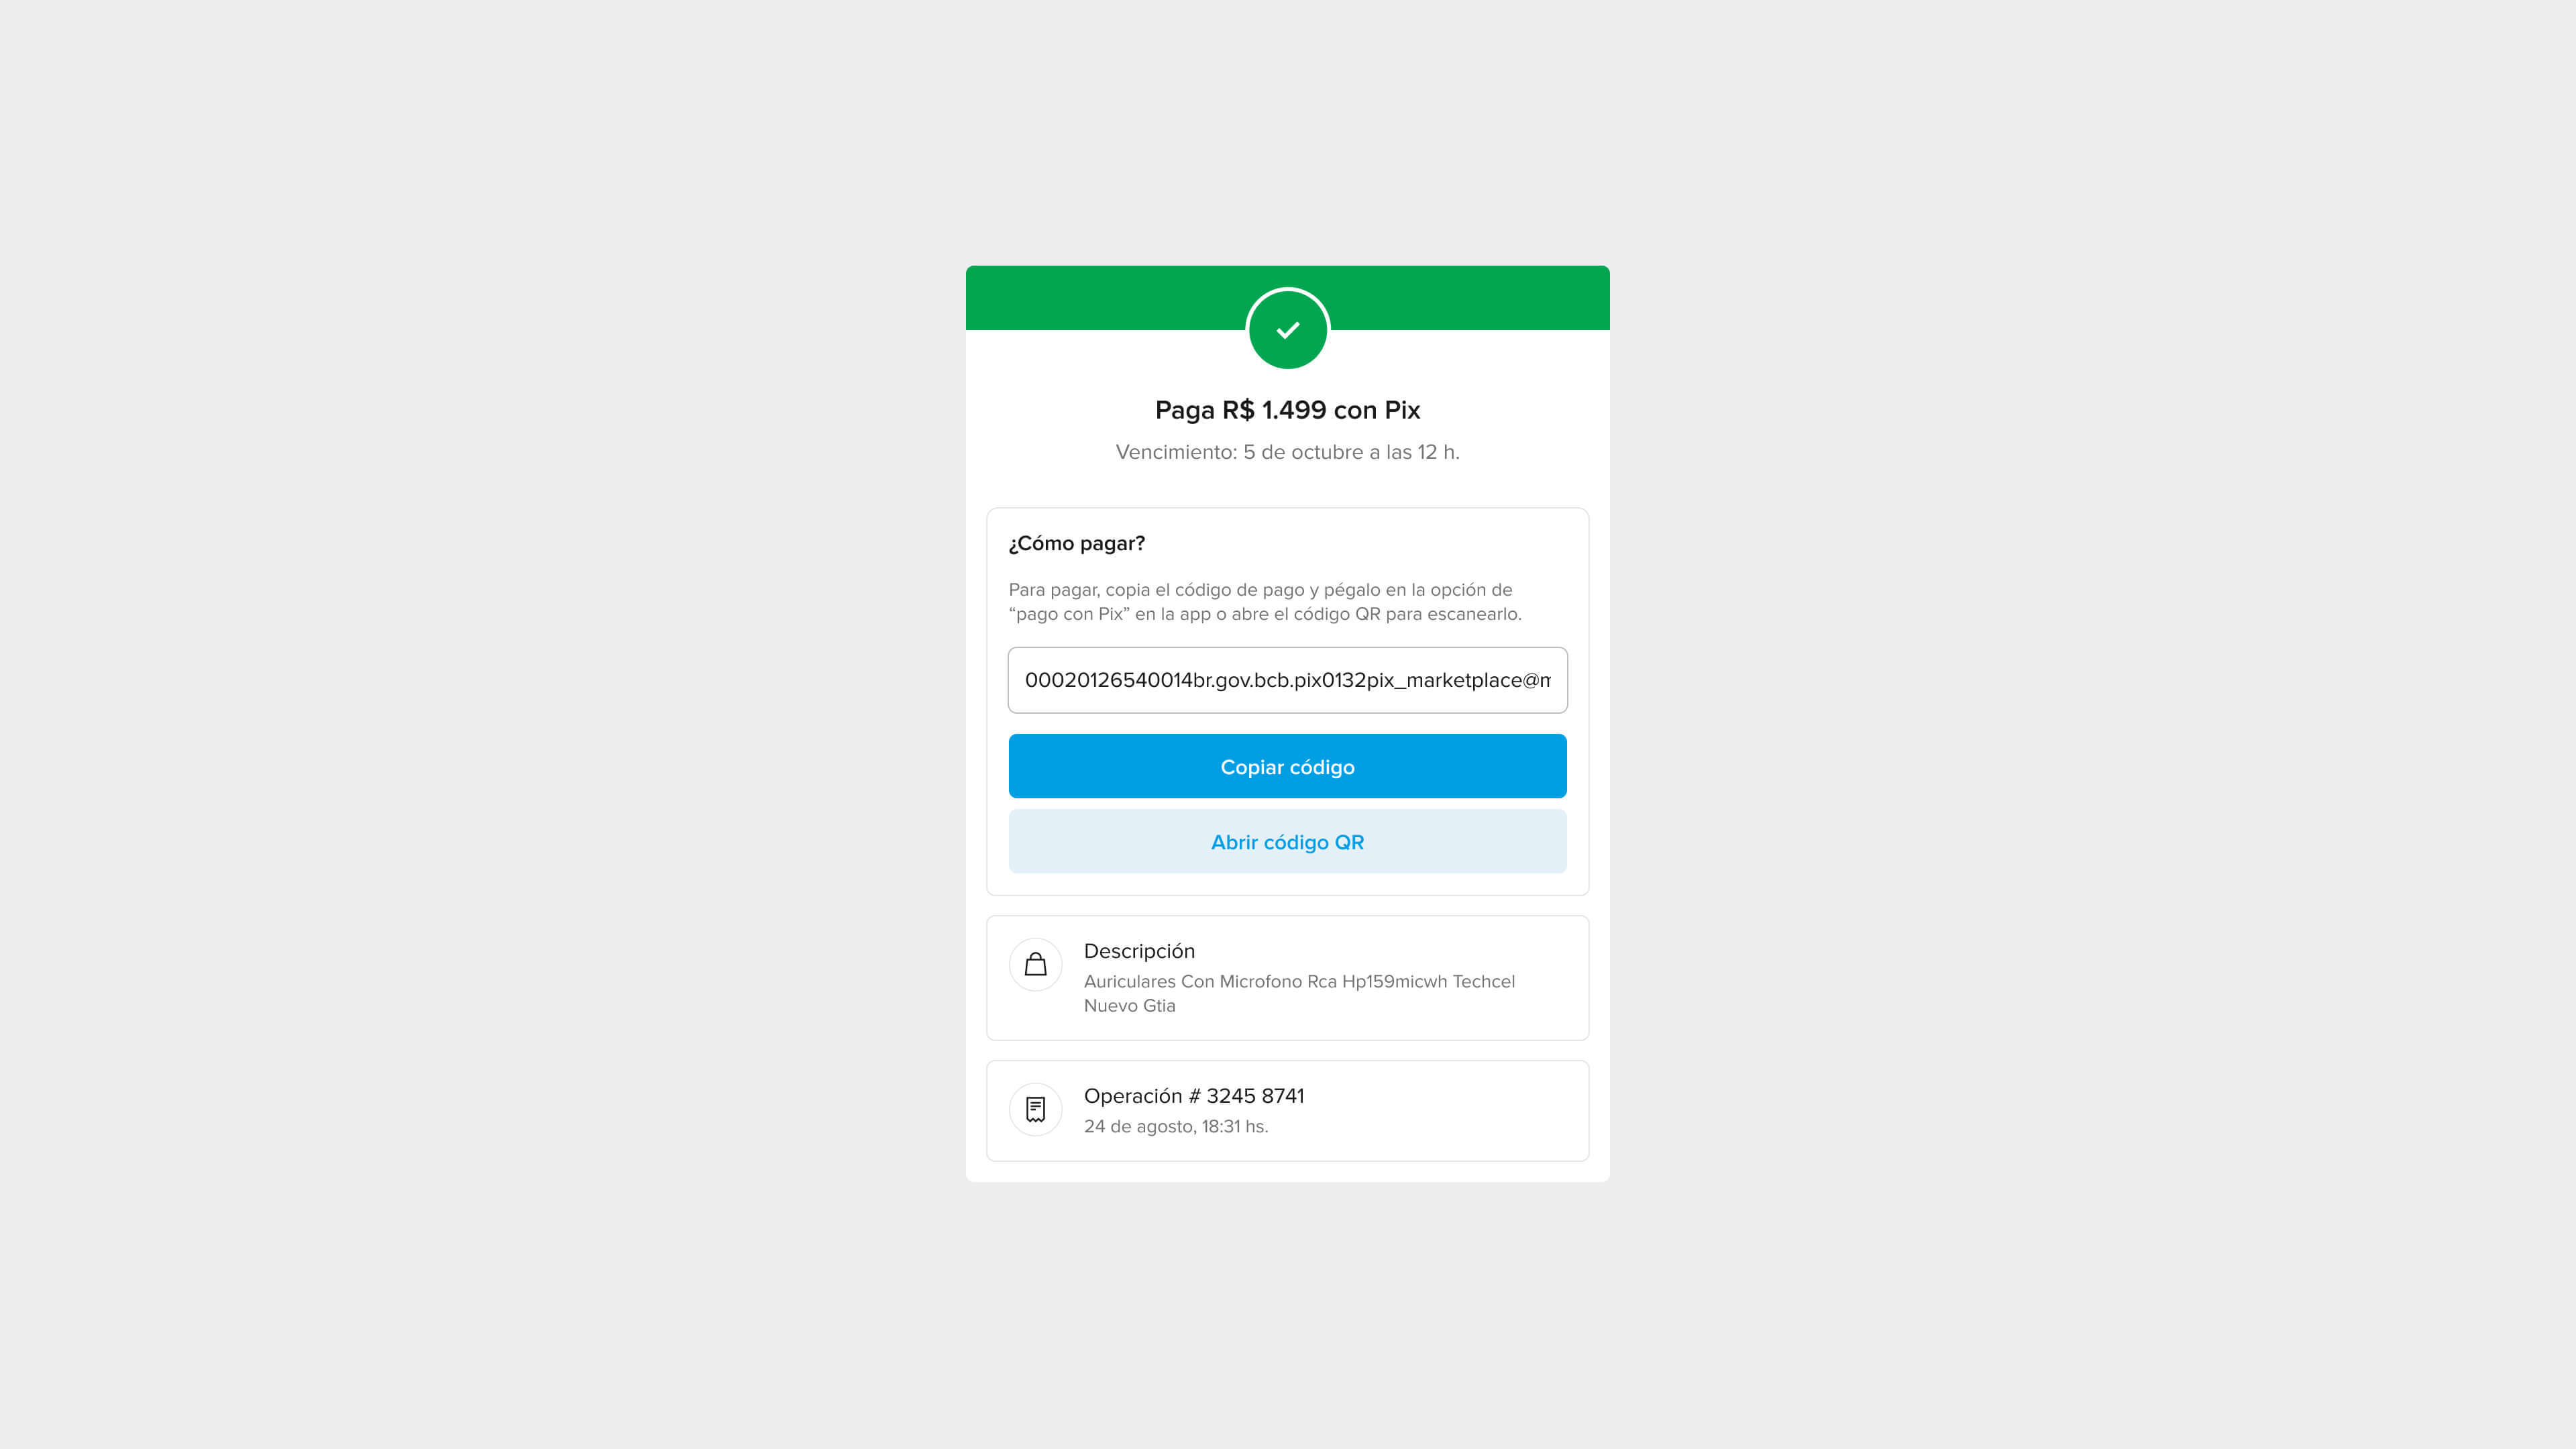 Paga R$ 1.499 con Pix
Vencimiento: 5 de octubre a las 12 h.
¿Cómo pagar?
Para pagar, copia el código de pago y pégalo en la opción de
“pago con Pix” en la app o abre el código QR para escanearlo.
00020126540014br.gov.bcb.pix0132pix_marketplace@m
Copiar código
Abrir código QR
Descripción
Auriculares Con Microfono Rca Hp159micwh Techcel
Nuevo Gtia
Operación # 3245 8741
24 de agosto, 18:31 hs.